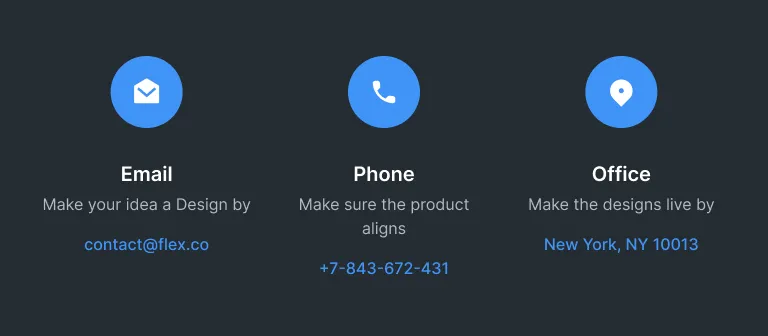 Email
Make your idea a Design by
contact@flex.co
Phone
Make sure the product
aligns
+7-843-672-431
Office
Make the designs live by
New York, NY 10013